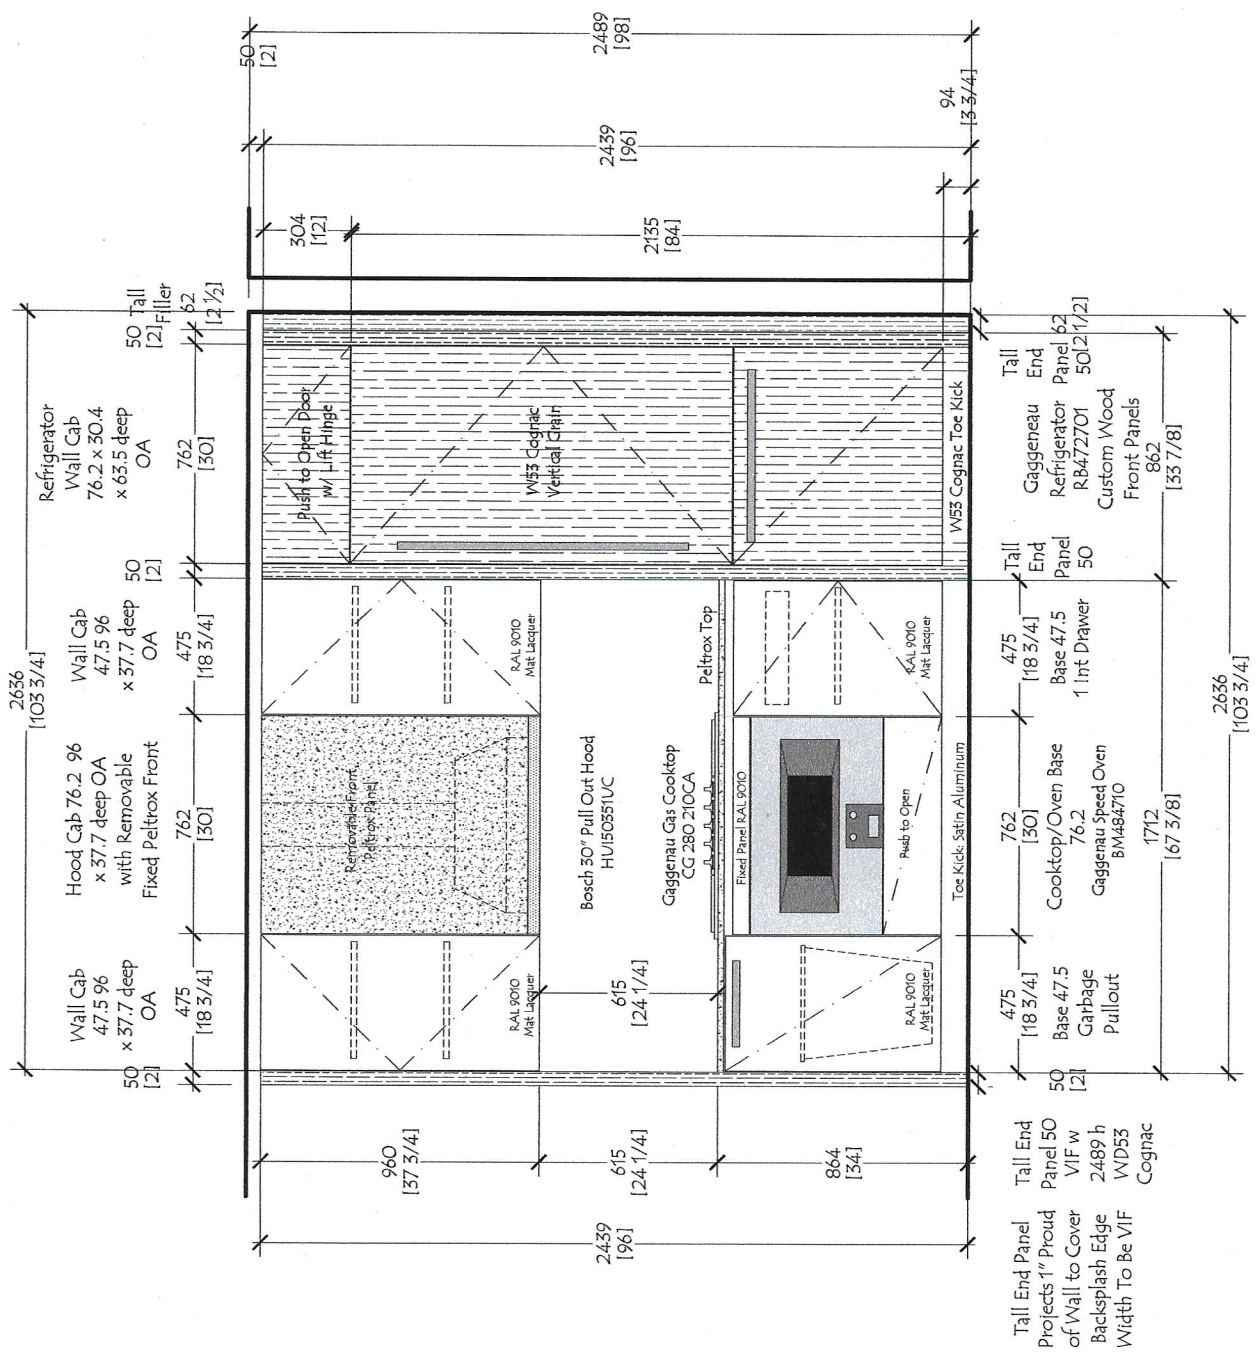 2636
[103 3/4]
Wall Cab
47.5 96
x 37.7 deep
OA
Hood Cab 76.2 96
x 37.7 deep OA
with Removable
Fixed Peltrox Front
Wall Cab
47.5 96
x 37.7 deep
OA
Refrigerator
Wall Cab
76.2 x 30.4
x 63.5 deep
OA
Tall
Filler
50
[2]
475
[18 3/4]
762
[30]
475
[18 3/4]
50
[2]
762
[30]
50
[2]
62
[2 1/2]
960
[37 3/4]
615
[24 1/4]
864
[34]
2439
[96]
RAL 9010
Mat Lacquer
Removable Front
Peltrox Panel
RAL 9010
Mat Lacquer
Push to Open Door
w/ Lift Hinge
W53 Cognac
Vertical Grain
Bosch 30" Pull Out Hood
HUI50351UC
615
[24 1/4]
Gaggenau Gas Cooktop
CG 280 210CA
Peltrox Top
Fixed Panel RAL 9010
Push to Open
RAL 9010
Mat Lacquer
RAL 9010
Mat Lacquer
Toe Kick: Satin Aluminum
W53 Cognac Toe Kick
304
[12]
2135
[84]
2439
[96]
94
[3 3/4]
50
[2]
2489
[98]
475
[18 3/4]
762
[30]
475
[18 3/4]
50
[2]
Base 47.5
Garbage
Pullout
Cooktop/Oven Base
76.2
Gaggenau Speed Oven
BM484710
Base 47.5
1 Int Drawer
Tall
End
Panel
50
Gaggeneau
Refrigerator
RB472701
Custom Wood
Front Panels
Tall
End
Panel
50
62
[2 1/2]
1712
[67 3/8]
862
[33 7/8]
2636
[103 3/4]
Tall End Panel
Projects 1" Proud
of Wall to Cover
Backsplash Edge
Width To Be VIF
Tall End
Panel 50
VIF w
2489 h
WD53
Cognac